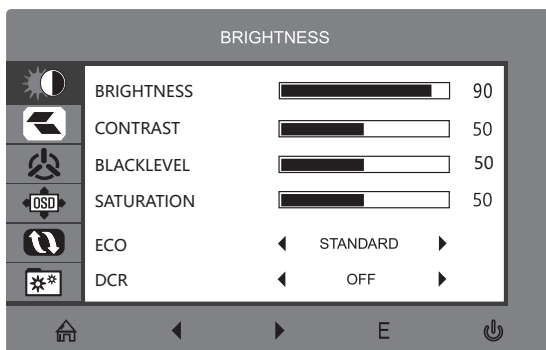 BRIGHTNESS
BRIGHTNESS 90
CONTRAST 50
BLACKLEVEL 50
SATURATION 50
OSD
ECO STANDARD
DCR OFF
E